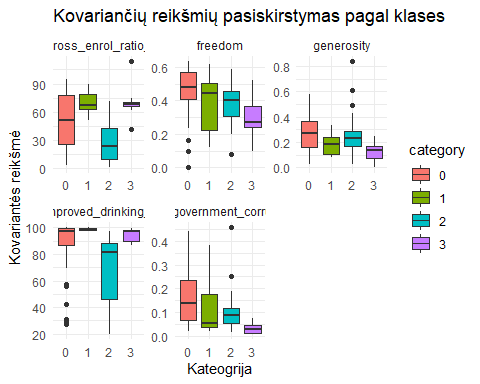 Kovariančių reikšmių pasiskirstymas pagal klases
ross_enrol_ratio_
freedom
generosity
90
60
30
0
0.6
0.4
0.2
0.0
0.8
0.6
0.4
0.2
0.0
0 1 2 3
0 1 2 3
0 1 2 3
nproved_drinking_
government_corr
100
80
60
40
20
0.4
0.3
0.2
0.1
0.0
0 1 2 3
0 1 2 3
Kovariantės reikšmė
Kateogrija
category
0
1
2
3